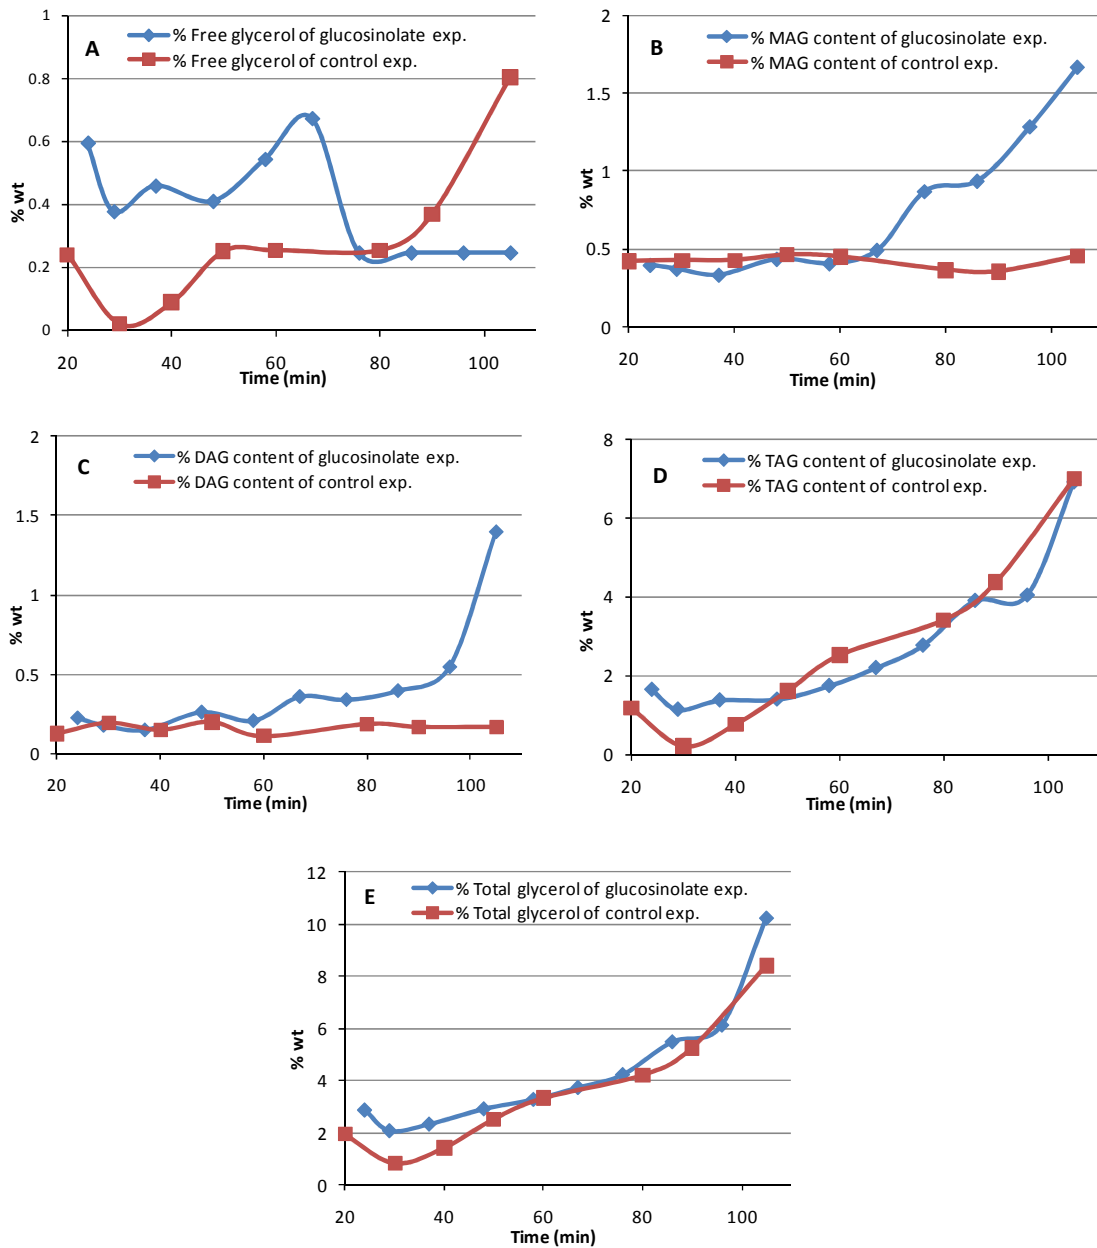 A
% Free glycerol of glucosinolate exp.
% Free glycerol of control exp.
1
0.8
0.6
0.4
0.2
0
% wt
20 40 60 80 100
Time (min)
B
% MAG content of glucosinolate exp.
% MAG content of control exp.
2
1.5
1
0.5
0
% wt
20 40 60 80 100
Time (min)
C
% DAG content of glucosinolate exp.
% DAG content of control exp.
2
1.5
1
0.5
0
% wt
20 40 60 80 100
Time (min)
D
% TAG content of glucosinolate exp.
% TAG content of control exp.
8
6
4
2
0
% wt
20 40 60 80 100
Time (min)
E
% Total glycerol of glucosinolate exp.
% Total glycerol of control exp.
12
10
8
6
4
2
0
% wt
20 40 60 80 100
Time (min)